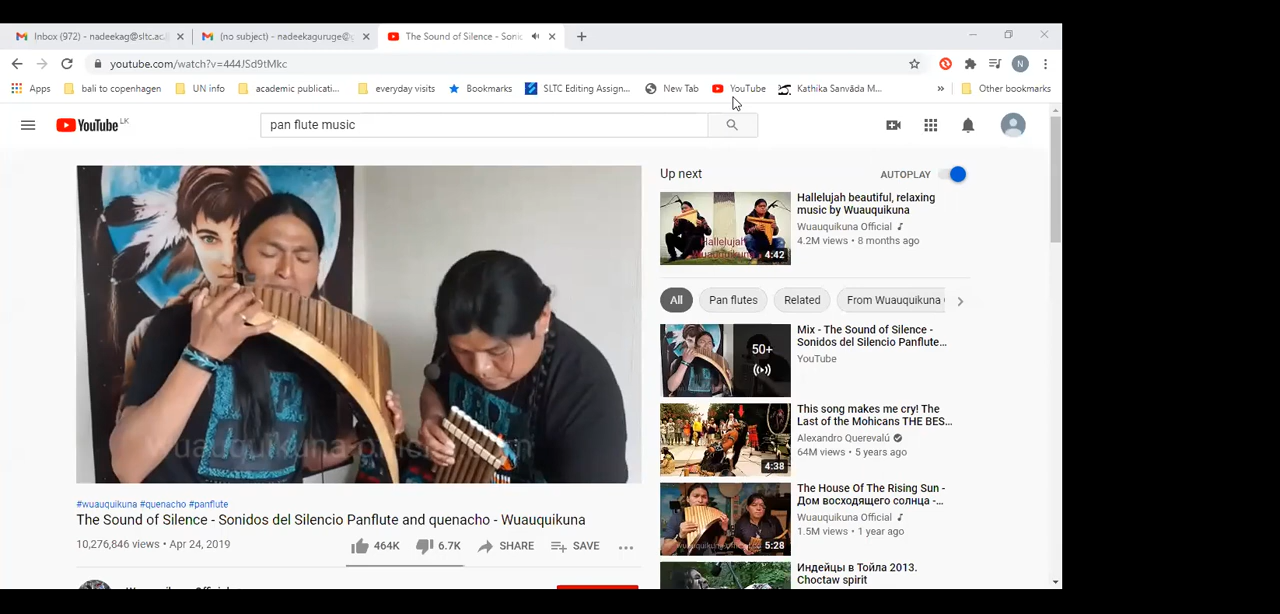 Inbox (972) - nadeekag@sltc.ac.
(no subject) - nadeekaguruge@g
The Sound of Silence - Sonid
youtube.com/watch?v=444JSd9tMkc
N
Apps bali to copenhagen UN info academic publicati... everyday visits Bookmarks SLTC Editing Assign... New Tab YouTube Kathika Sanvāda M... » Other bookmarks
YouTube LK
pan flute music
Up next AUTOPLAY
Hallelujah beautiful, relaxing
music by Wuauquikuna
Wuauquikuna Official
4.2M views • 8 months ago
Hallelujah
4:42
All Pan flutes Related From Wuauquikuna
Mix - The Sound of Silence -
Sonidos del Silencio Panflute...
YouTube
50+
This song makes me cry! The
Last of the Mohicans THE BES...
Alexandro Querevalú
64M views • 5 years ago
4:38
The House Of The Rising Sun -
Дом восходящего солнца -...
Wuauquikuna Official
1.5M views • 1 year ago
5:28
Индейцы в Тойла 2013.
Choctaw spirit
#wuauquikuna #quenacho #panflute
The Sound of Silence - Sonidos del Silencio Panflute and quenacho - Wuauquikuna
10,276,846 views • Apr 24, 2019
464K 6.7K SHARE SAVE